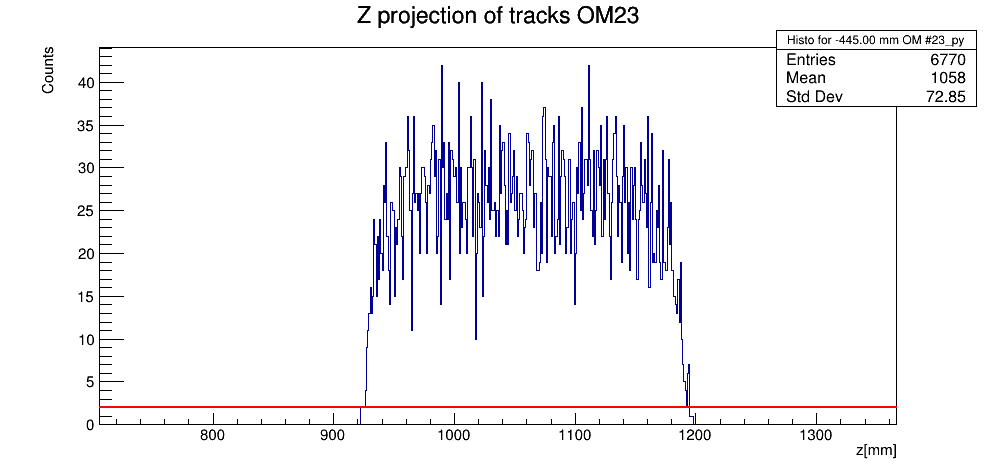 Z projection of tracks OM23
Histo for -445.00 mm OM #23_py
Entries 6770
Mean 1058
Std Dev 72.85
Counts
40
35
30
25
20
15
10
5
0
800 900 1000 1100 1200 1300
z[mm]